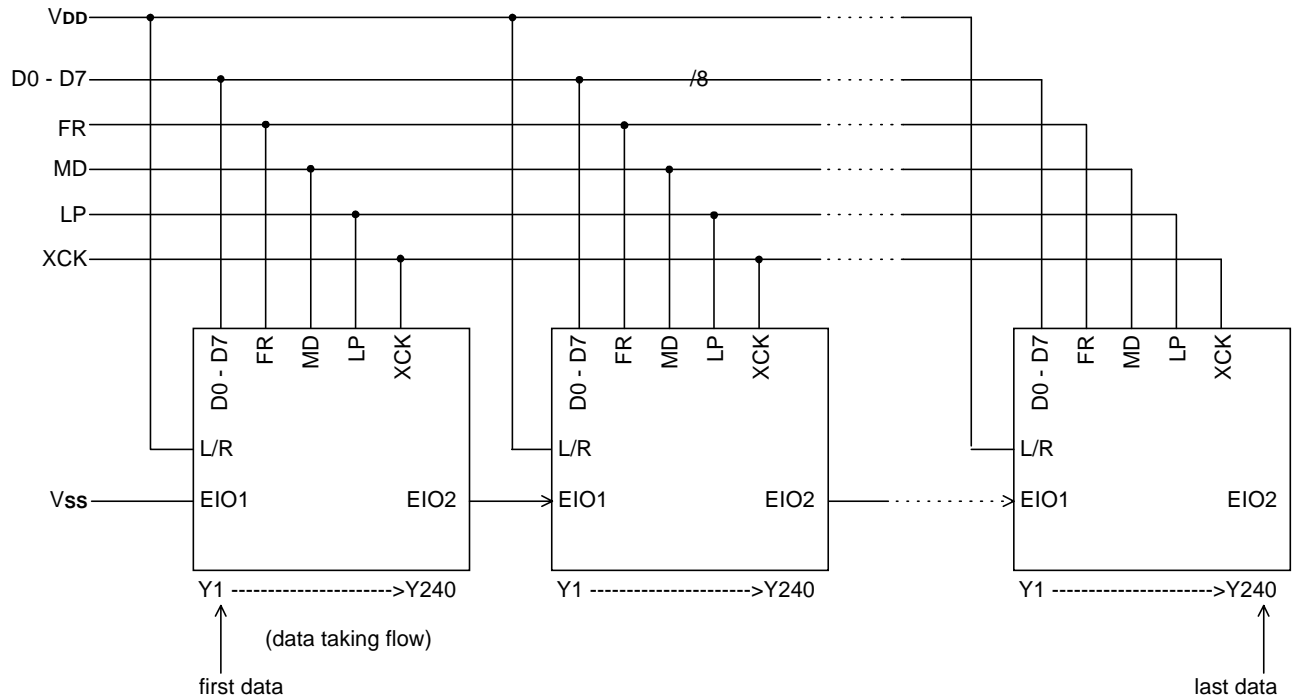 VDD
D0 - D7
/8
FR
MD
LP
XCK
D0 - D7
FR
MD
LP
XCK
D0 - D7
FR
MD
LP
XCK
D0 - D7
FR
MD
LP
XCK
L/R
L/R
L/R
Vss
EIO1
EIO2
EIO1
EIO2
EIO1
EIO2
Y1 ---------------------->Y240
Y1 ---------------------->Y240
Y1 ---------------------->Y240
(data taking flow)
first data
last data